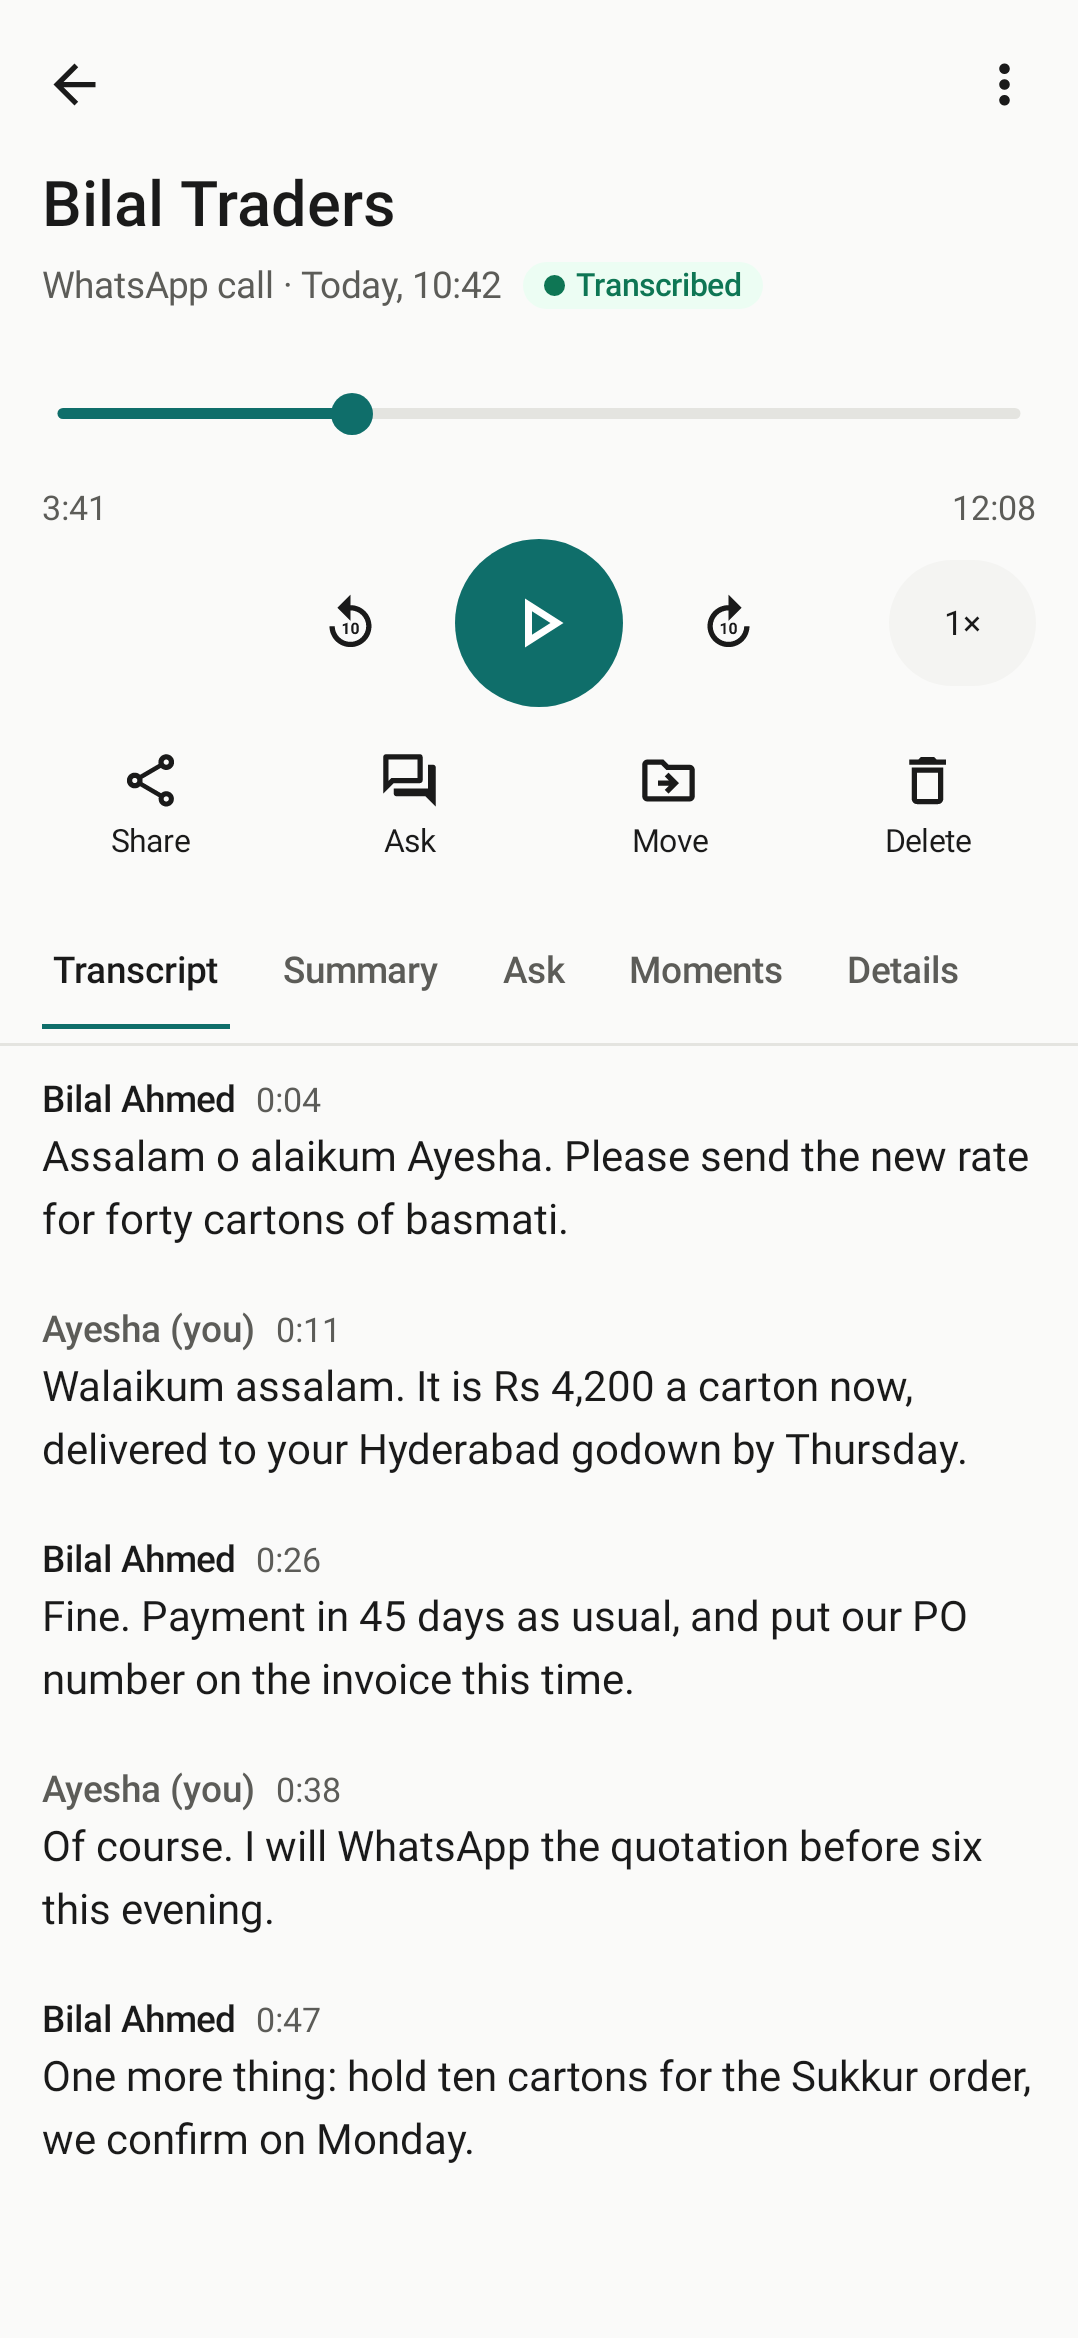 Bilal Traders
WhatsApp call · Today, 10:42
Transcribed
3:41
12:08
10
10
1×
Share
Ask
Move
Delete
Transcript
Summary
Ask
Moments
Details
Bilal Ahmed 0:04
Assalam o alaikum Ayesha. Please send the new rate
for forty cartons of basmati.
Ayesha (you) 0:11
Walaikum assalam. It is Rs 4,200 a carton now,
delivered to your Hyderabad godown by Thursday.
Bilal Ahmed 0:26
Fine. Payment in 45 days as usual, and put our PO
number on the invoice this time.
Ayesha (you) 0:38
Of course. I will WhatsApp the quotation before six
this evening.
Bilal Ahmed 0:47
One more thing: hold ten cartons for the Sukkur order,
we confirm on Monday.